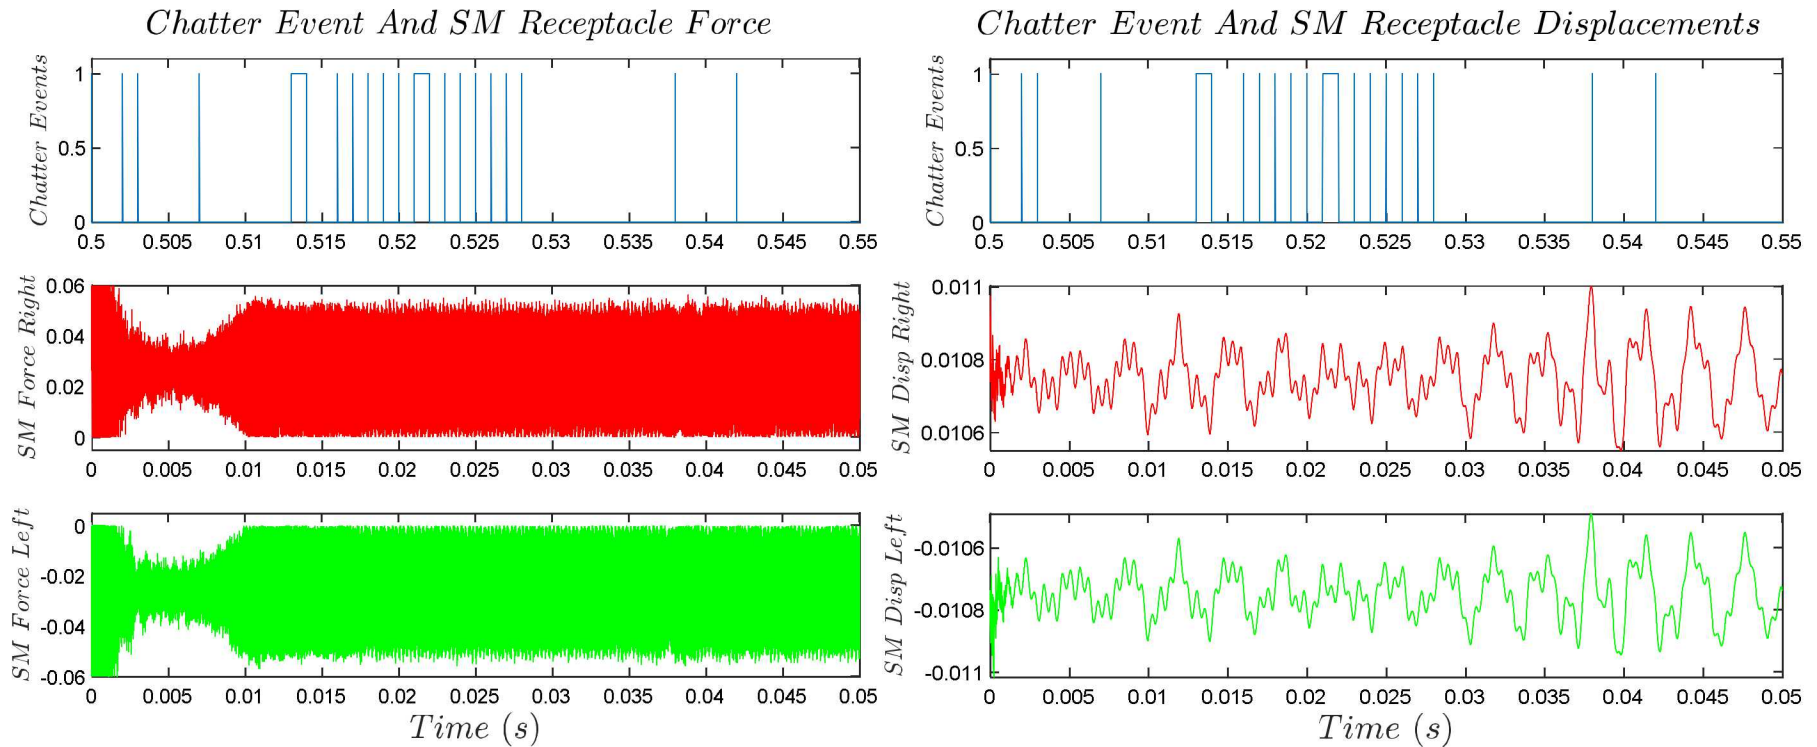 Chatter Event And SM Receptacle Force
Chatter Events
1
0.5
0
0.5 0.505 0.51 0.515 0.52 0.525 0.53 0.535 0.54 0.545 0.55
SM Force Right
0.06
0.04
0.02
0
0 0.005 0.01 0.015 0.02 0.025 0.03 0.035 0.04 0.045 0.05
SM Force Left
0
-0.02
-0.04
-0.06
0 0.005 0.01 0.015 0.02 0.025 0.03 0.035 0.04 0.045 0.05
Time (s)
Chatter Event And SM Receptacle Displacements
Chatter Events
1
0.5
0
0.5 0.505 0.51 0.515 0.52 0.525 0.53 0.535 0.54 0.545 0.55
SM Disp Right
0.011
0.0108
0.0106
0 0.005 0.01 0.015 0.02 0.025 0.03 0.035 0.04 0.045 0.05
SM Disp Left
-0.0106
-0.0108
-0.011
0 0.005 0.01 0.015 0.02 0.025 0.03 0.035 0.04 0.045 0.05
Time (s)